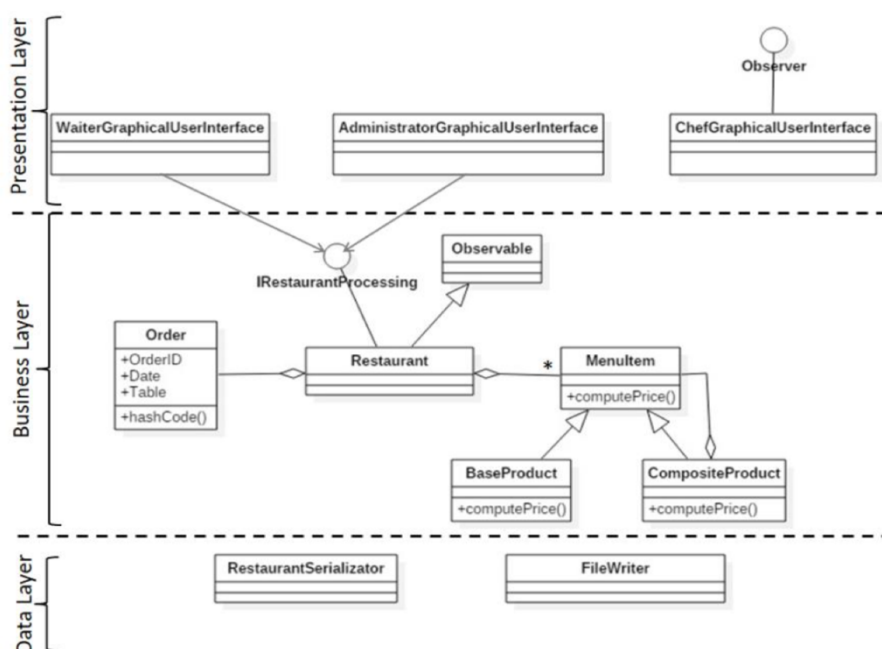 Presentation Layer
Observer
WaiterGraphicalUserInterface
AdministratorGraphicalUserInterface
ChefGraphicalUserInterface
Business Layer
Observable
IRestaurantProcessing
Order
+OrderID
+Date
+Table
+hashCode()
Restaurant
*
MenuItem
+computePrice()
BaseProduct
+computePrice()
CompositeProduct
+computePrice()
Data Layer
RestaurantSerializator
FileWriter